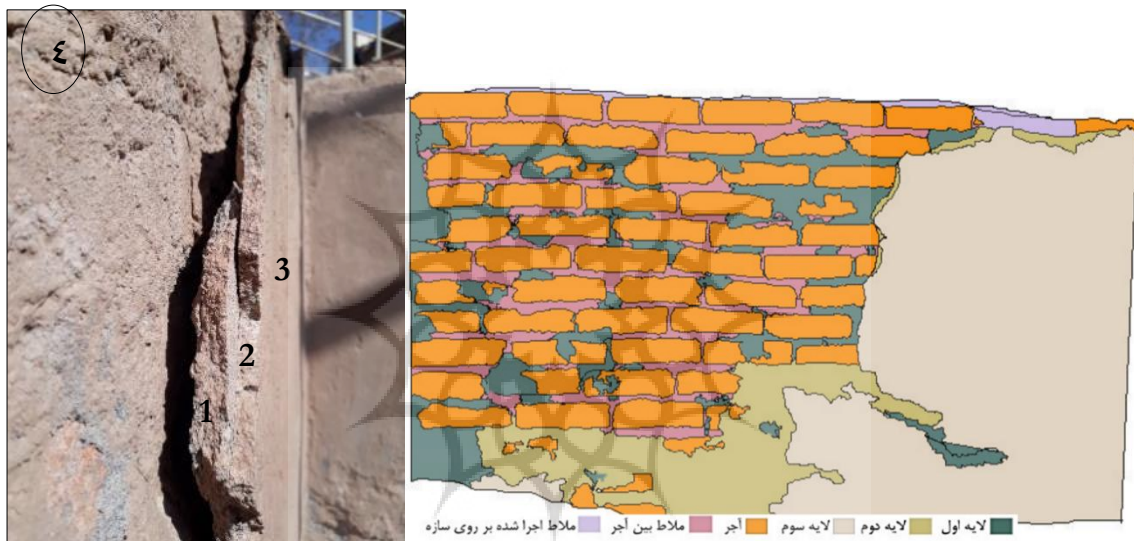 ٤
3
2
1
لایه اول لایه دوم لایه سوم آجر ملاط بین آجر ملاط اجرا شده بر روی سازه